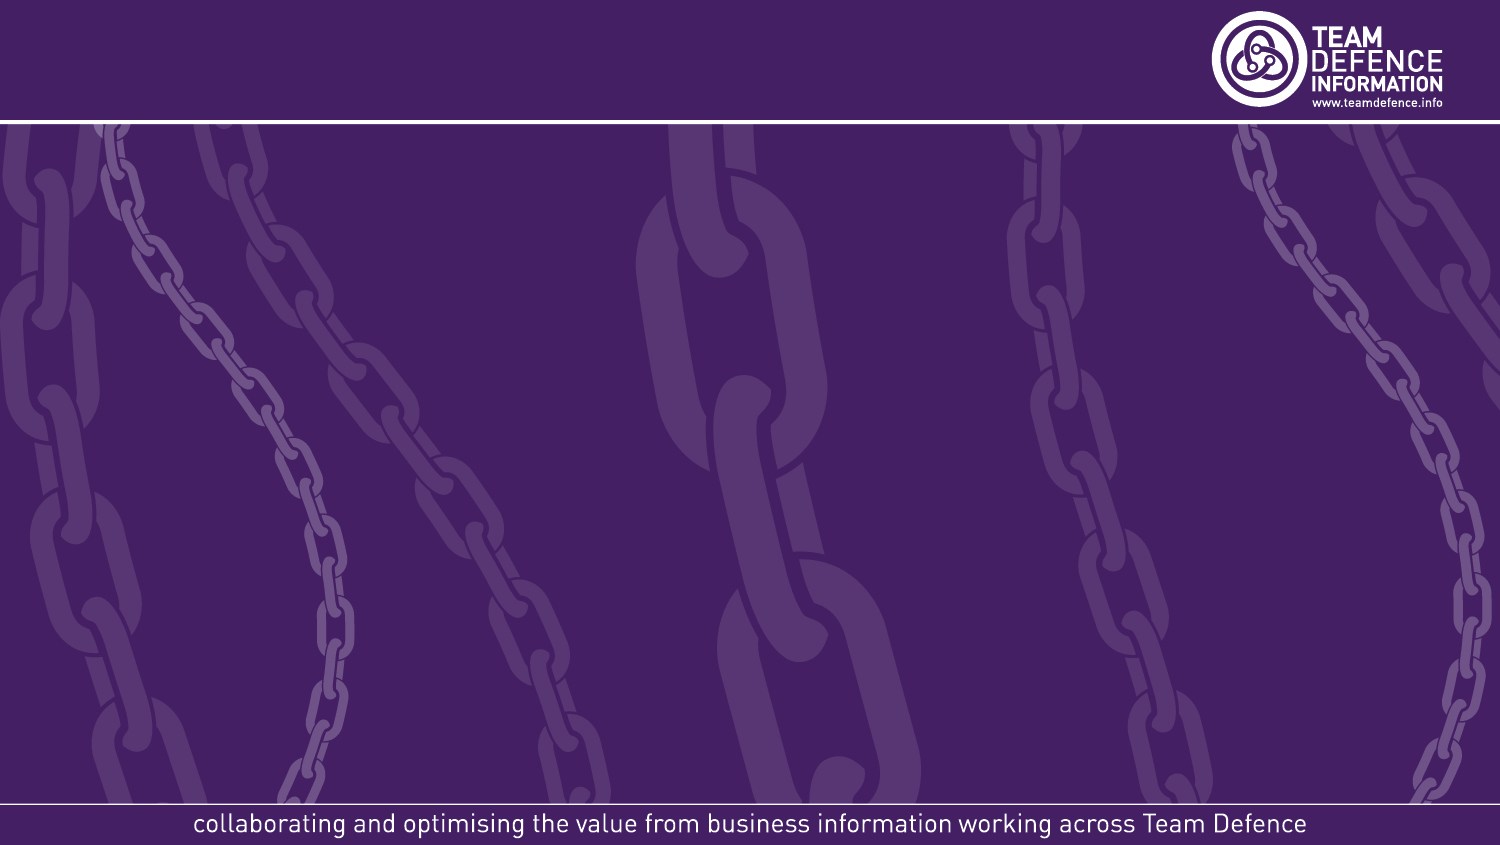 TEAM
DEFENCE
INFORMATION
www.teamdefence.info
collaborating and optimising the value from business information working across Team Defence